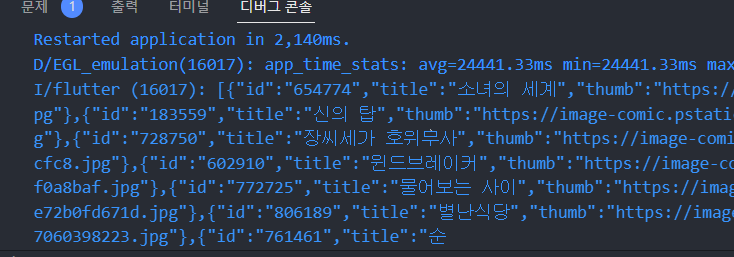 문제 1 출력 터미널 디버그 콘솔
Restarted application in 2,140ms.
D/EGL_emulation(16017): app_time_stats: avg=24441.33ms min=24441.33ms max
I/flutter (16017): [{"id":"654774","title":"소녀의 세계","thumb":"https:/
pg"},{"id":"183559","title":"신의 탑","thumb":"https://image-comic.pstati
g"},{"id":"728750","title":"장씨세가 호위무사","thumb":"https://image-comi
cfc8.jpg"},{"id":"602910","title":"윈드브레이커","thumb":"https://image-co
f0a8baf.jpg"},{"id":"772725","title":"물어보는 사이","thumb":"https://ima
e72b0fd671d.jpg"},{"id":"806189","title":"별난식당","thumb":"https://image
7060398223.jpg"},{"id":"761461","title":"순